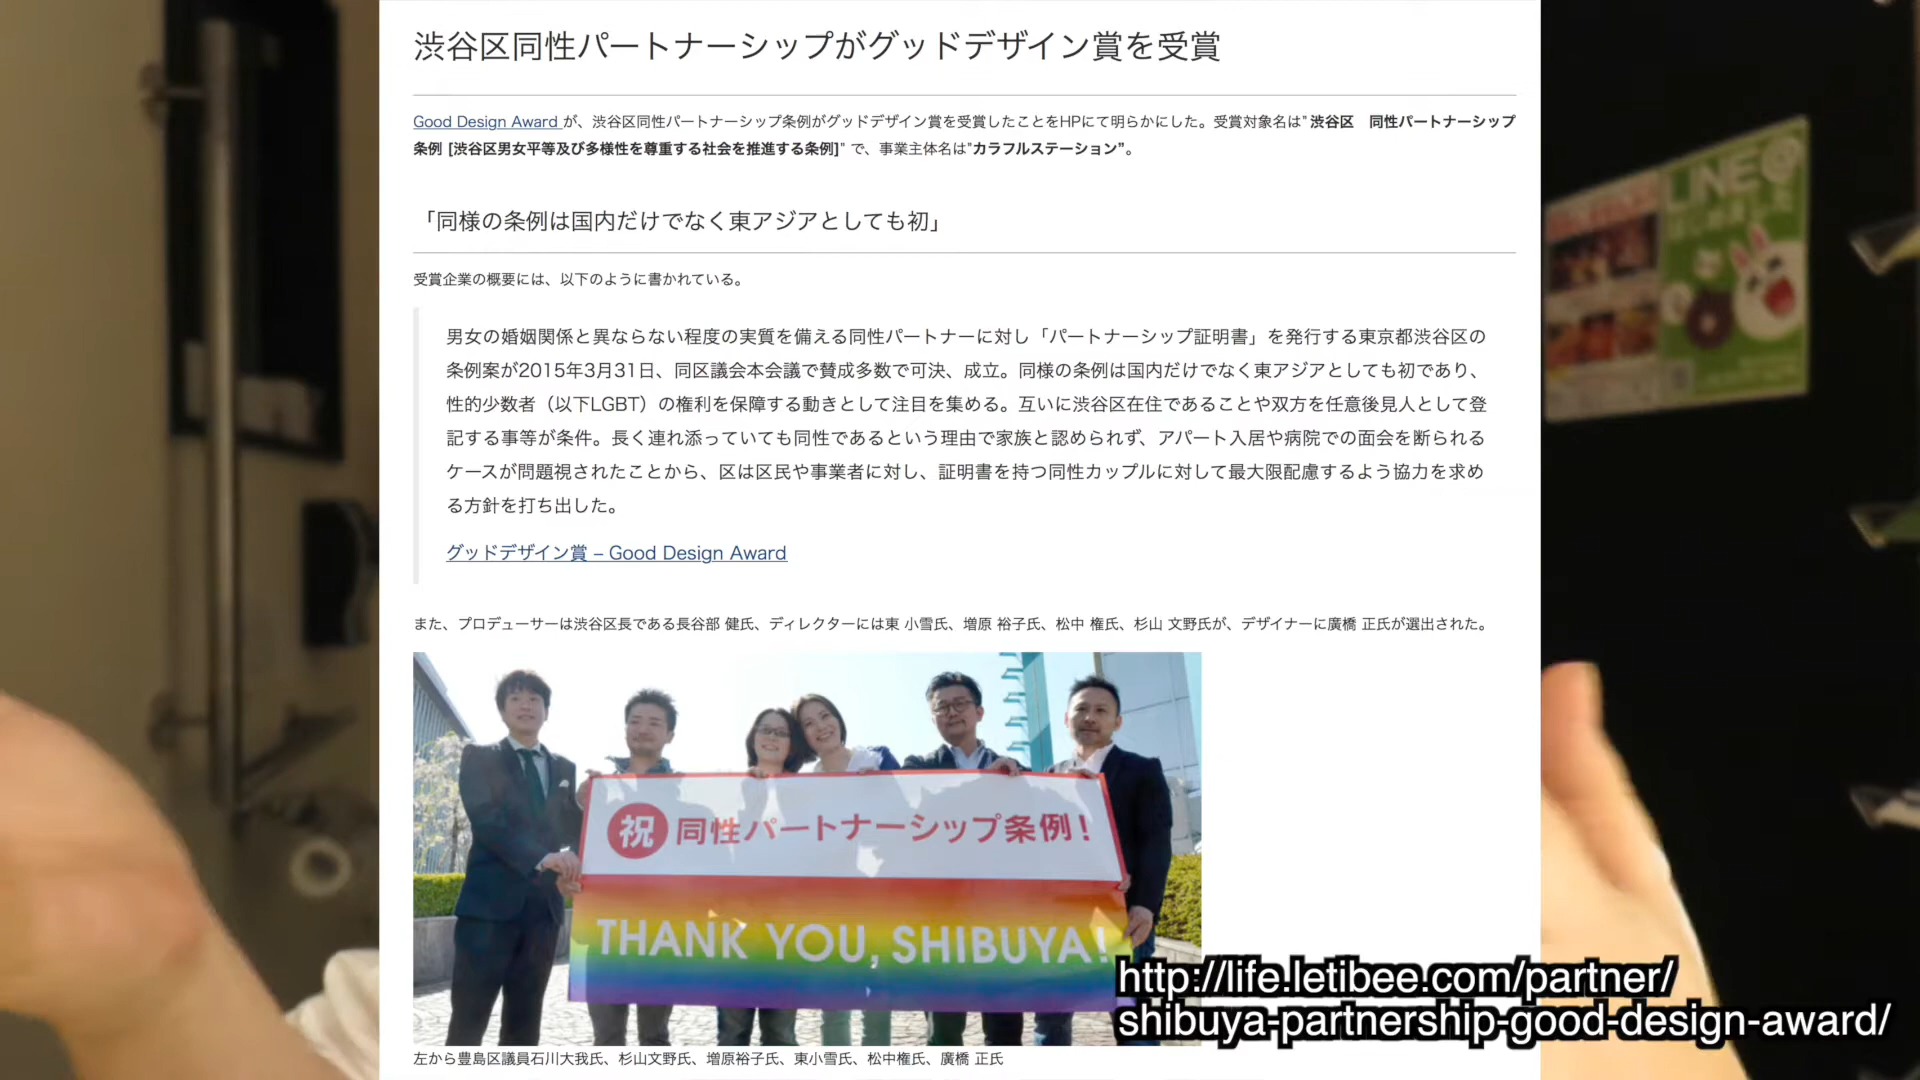 渋谷区同性パートナーシップがグッドデザイン賞を受賞
Good Design Award が、渋谷区同性パートナーシップ条例がグッドデザイン賞を受賞したことをHPにて明らかにした。受賞対象名は"渋谷区　同性パートナーシップ
条例 [渋谷区男女平等及び多様性を尊重する社会を推進する条例]" で、事業主体名は"カラフルステーション”。
「同様の条例は国内だけでなく東アジアとしても初」
受賞企業の概要には、以下のように書かれている。
男女の婚姻関係と異ならない程度の実質を備える同性パートナーに対し「パートナーシップ証明書」を発行する東京都渋谷区の
条例案が2015年3月31日、同区議会本会議で賛成多数で可決、成立。同様の条例は国内だけでなく東アジアとしても初であり、
性的少数者（以下LGBT）の権利を保障する動きとして注目を集める。互いに渋谷区在住であることや双方を任意後見人として登
記する事等が条件。長く連れ添っていても同性であるという理由で家族と認められず、アパート入居や病院での面会を断られる
ケースが問題視されたことから、区は区民や事業者に対し、証明書を持つ同性カップルに対して最大限配慮するよう協力を求め
る方針を打ち出した。
グッドデザイン賞 – Good Design Award
また、プロデューサーは渋谷区長である長谷部 健氏、ディレクターには東 小雪氏、増原 裕子氏、松中 権氏、杉山 文野氏が、デザイナーに廣橋 正氏が選出された。
祝 同性パートナーシップ条例！
THANK YOU, SHIBUYA!
左から豊島区議員石川大我氏、杉山文野氏、増原裕子氏、東小雪氏、松中権氏、廣橋 正氏
LINE@
はじめました
http://life.letibee.com/partner/
shibuya-partnership-good-design-award/